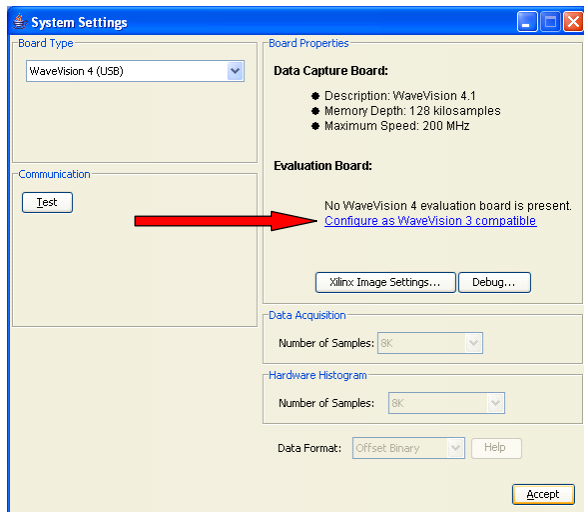 System Settings
Board Type
WaveVision 4 (USB)
Communication
Test
Board Properties
Data Capture Board:
Description: WaveVision 4.1
Memory Depth: 128 kilosamples
Maximum Speed: 200 MHz
Evaluation Board:
No WaveVision 4 evaluation board is present.
Configure as WaveVision 3 compatible
Xilinx Image Settings... Debug...
Data Acquisition
Number of Samples: 8K
Hardware Histogram
Number of Samples: 8K
Data Format: Offset Binary Help
Accept